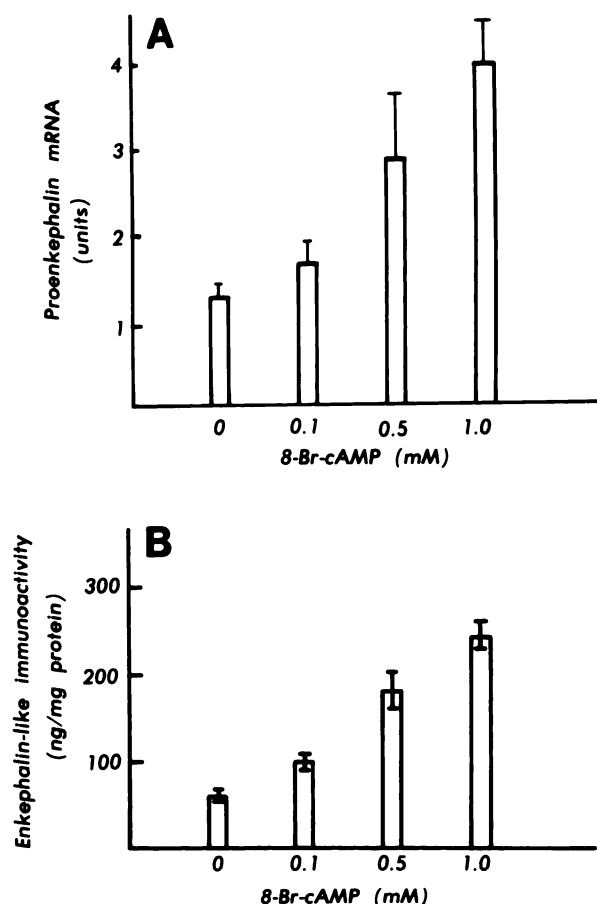 A
Proenkephalin mRNA
(units)
4
3
2
1
0 0.1 0.5 1.0
8-Br-cAMP (mM)
B
Enkephalin-like immunoactivity
(ng/mg protein)
300
200
100
0 0.1 0.5 1.0
8-Br-cAMP (mM)